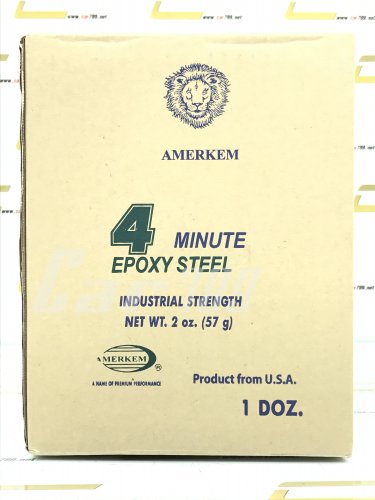 AMERKEM
4 MINUTE
EPOXY STEEL
INDUSTRIAL STRENGTH
NET WT. 2 oz. (57 g)
AMERKEM
®
A NAME OF PREMIUM PERFORMANCE
Product from U.S.A.
1 DOZ.